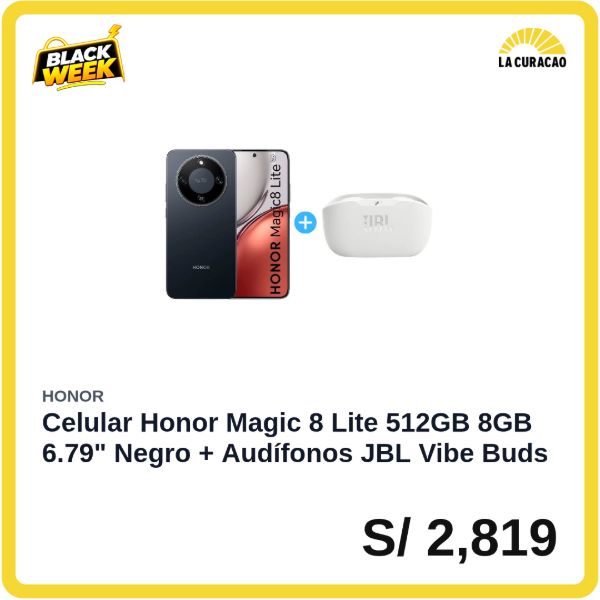 BLACK
WEEK
LA CURACAO
HONOR Magic8 Lite
HONOR
JBL
HONOR
Celular Honor Magic 8 Lite 512GB 8GB
6.79" Negro + Audífonos JBL Vibe Buds
S/ 2,819